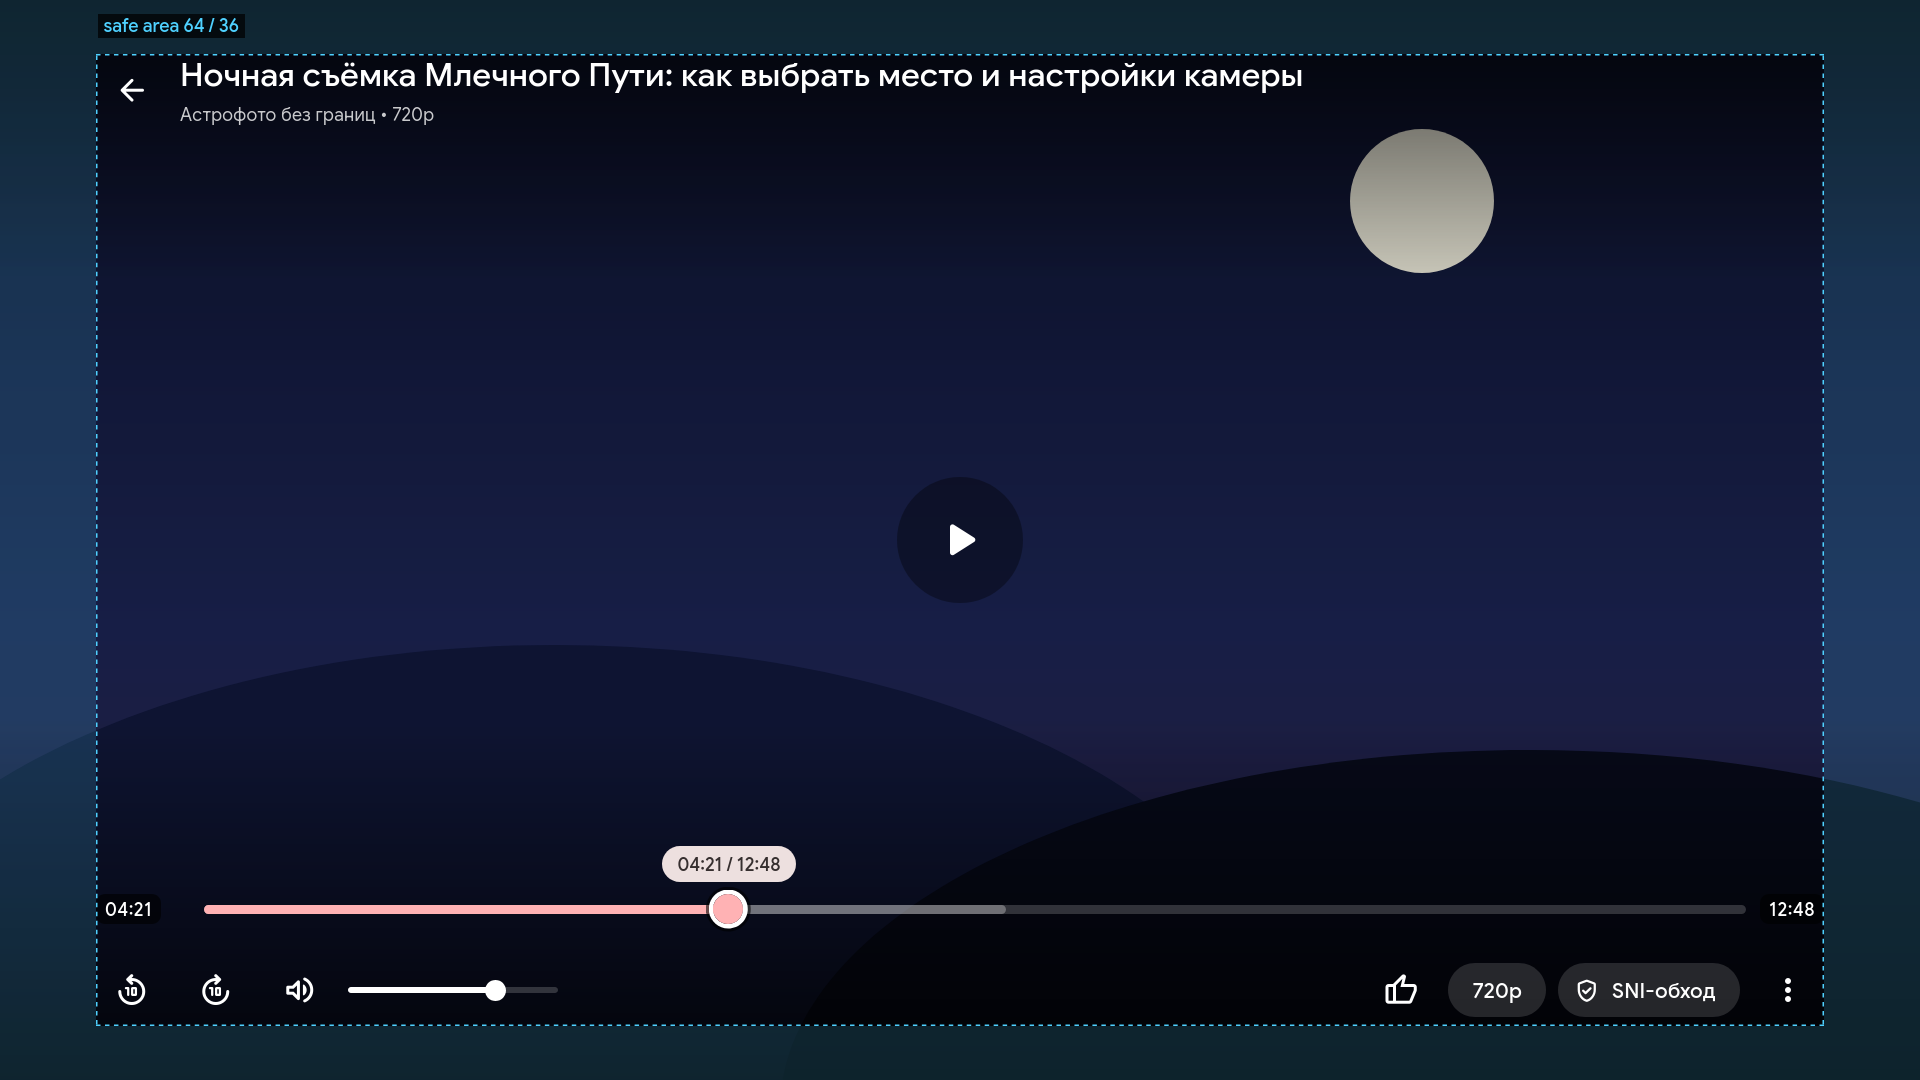 safe area 64 / 36
Ночная съёмка Млечного Пути: как выбрать место и настройки камеры
Астрофото без границ • 720p
04:21 / 12:48
04:21
12:48
10
10
720p
SNI-обход